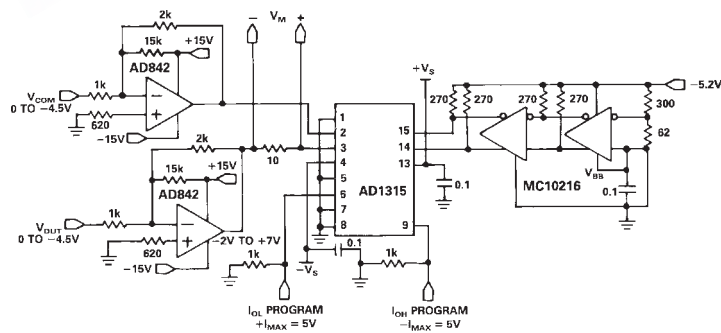 2k
15k
+15V
AD842
1k
V_COM
0 TO −4.5V
620
−15V
− V_M +
2k
15k
+15V
AD842
1k
V_DUT
0 TO −4.5V
620
−2V TO +7V
−15V
10
1
2
3
4
5
6
7
8
15
14
13
9
AD1315
+V_S
0.1
0.1
−V_S
1k
1k
I_OL PROGRAM
+I_MAX = 5V
I_OH PROGRAM
−I_MAX = 5V
270
270
270
270
−5.2V
300
62
MC10216
V_BB
0.1